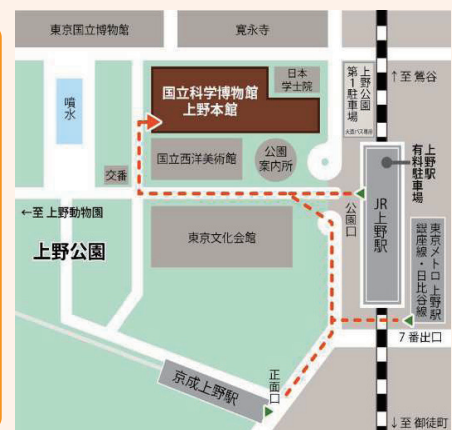 東京国立博物館
寛永寺
国立科学博物館
上野本館
日本
学士院
上野公園
第1駐車場
↑至 鶯谷
噴水
国立西洋美術館
公園
案内所
交番
上野駅
有料駐車場
←至 上野動物園
上野公園
東京文化会館
公園口
JR上野駅
東京メトロ 上野駅
銀座線・日比谷線
7番出口
京成上野駅
正面口
↓至 御徒町